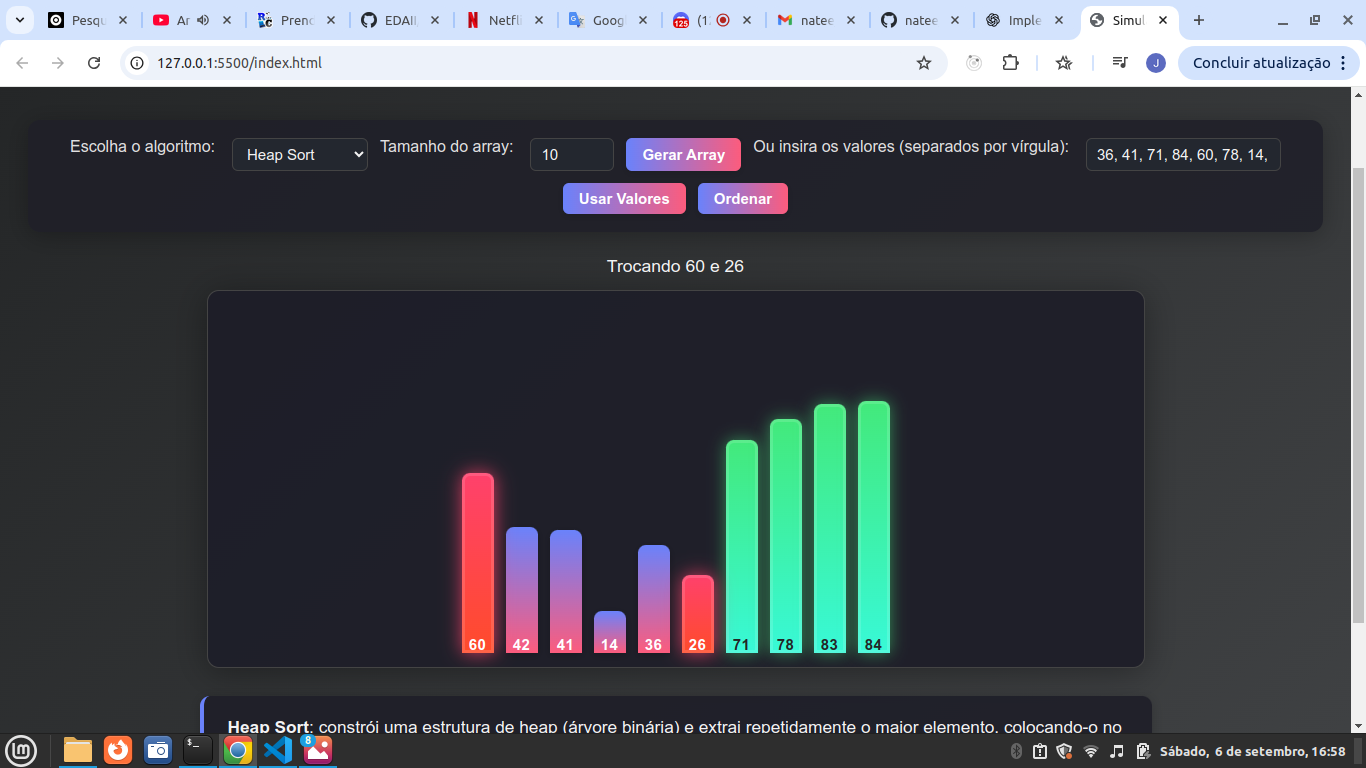 Pesqu
Ar
Prenc
EDAII
Netfli
Goog
125
(1
natee
natee
Imple
Simul
127.0.0.1:5500/index.html
J
Concluir atualização
Escolha o algoritmo:
Heap Sort
Tamanho do array:
10
Gerar Array
Ou insira os valores (separados por vírgula):
36, 41, 71, 84, 60, 78, 14,
Usar Valores
Ordenar
Trocando 60 e 26
60 42 41 14 36 26 71 78 83 84
Heap Sort: constrói uma estrutura de heap (árvore binária) e extrai repetidamente o maior elemento, colocando-o no
8
Sábado, 6 de setembro, 16:58